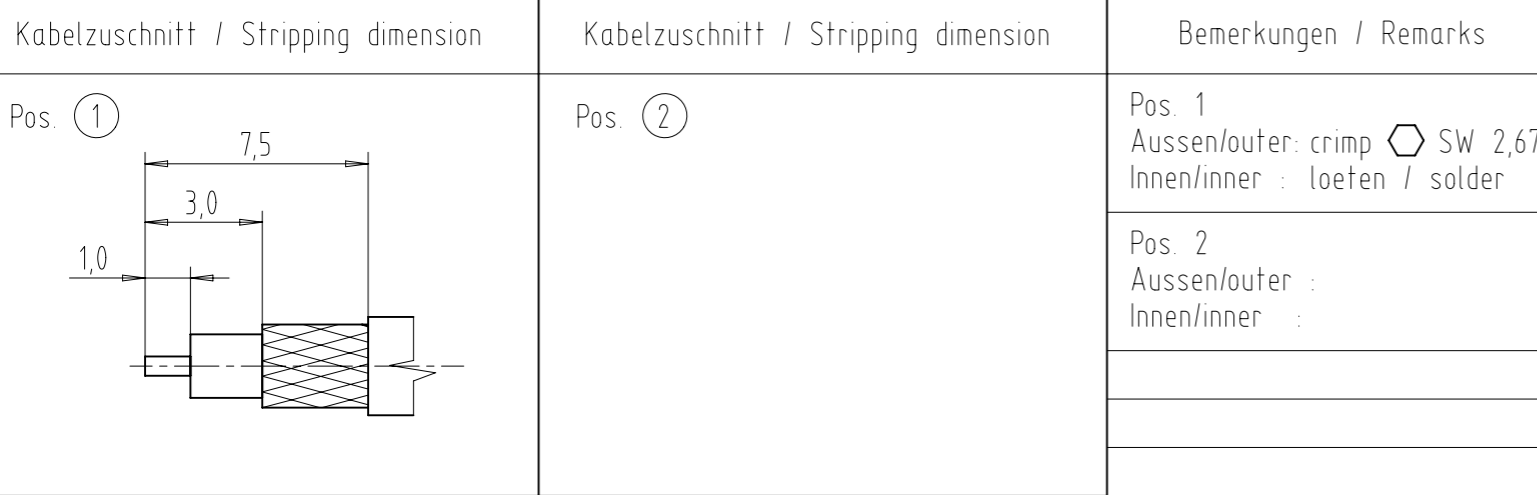 Kabelzuschnitt / Stripping dimension
Kabelzuschnitt / Stripping dimension
Bemerkungen / Remarks
Pos. 1
7,5
3,0
1,0
Pos. 2
Pos. 1
Aussen/outer: crimp SW 2,67
Innen/inner : loeten / solder
Pos. 2
Aussen/outer :
Innen/inner :